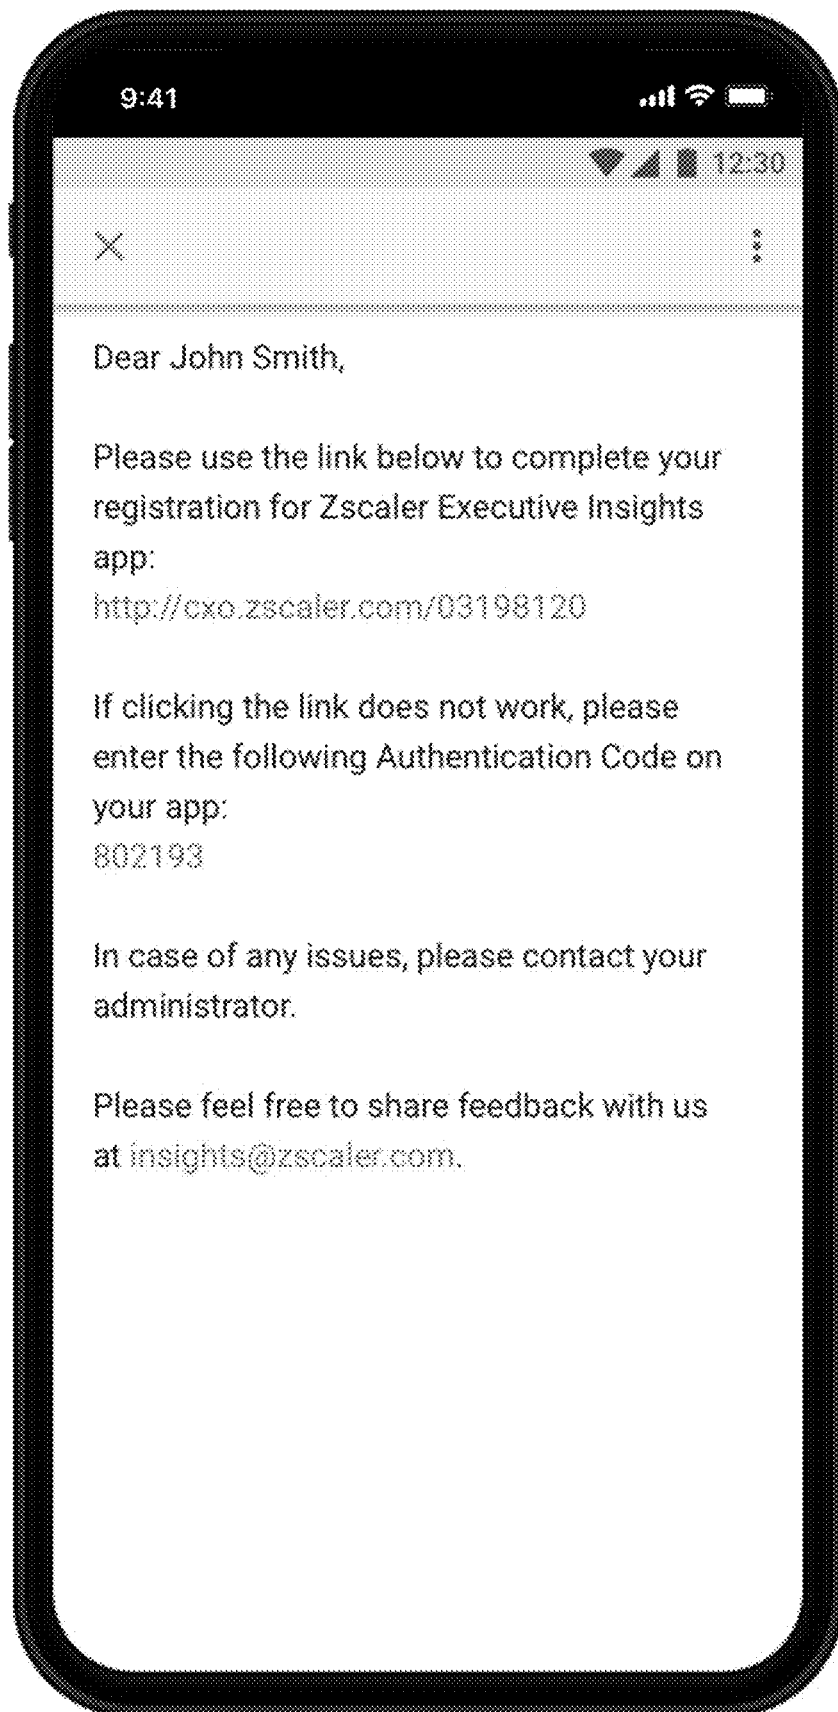 9:41
12:30
Dear John Smith,
Please use the link below to complete your
registration for Zscaler Executive Insights
app:
http://cxo.zscaler.com/03198120
If clicking the link does not work, please
enter the following Authentication Code on
your app:
802193
In case of any issues, please contact your
administrator.
Please feel free to share feedback with us
at insights@zscaler.com.